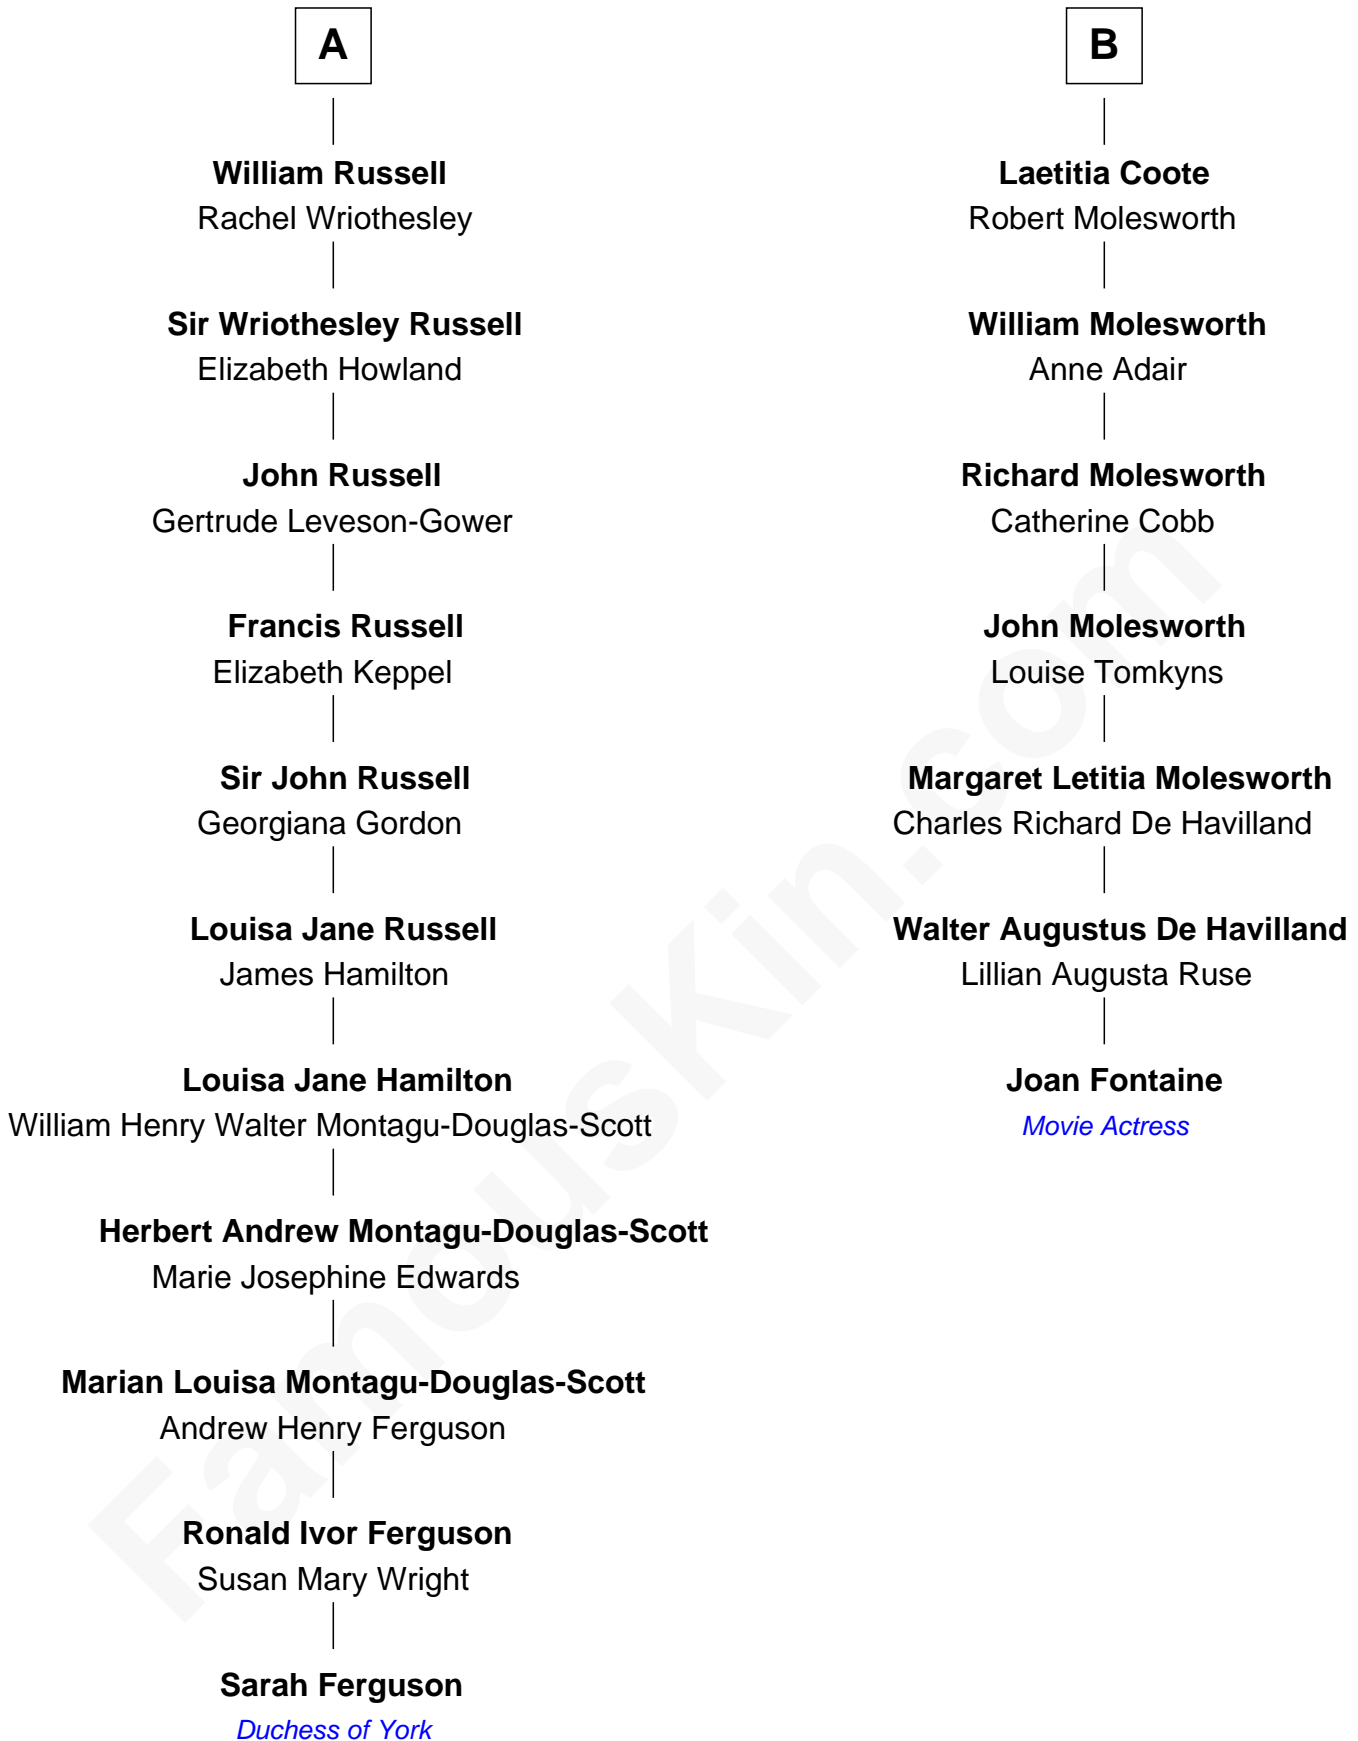 A
William Russell
Rachel Wriothesley
Sir Wriothesley Russell
Elizabeth Howland
John Russell
Gertrude Leveson-Gower
Francis Russell
Elizabeth Keppel
Sir John Russell
Georgiana Gordon
Louisa Jane Russell
James Hamilton
Louisa Jane Hamilton
William Henry Walter Montagu-Douglas-Scott
Herbert Andrew Montagu-Douglas-Scott
Marie Josephine Edwards
Marian Louisa Montagu-Douglas-Scott
Andrew Henry Ferguson
Ronald Ivor Ferguson
Susan Mary Wright
Sarah Ferguson
Duchess of York
B
Laetitia Coote
Robert Molesworth
William Molesworth
Anne Adair
Richard Molesworth
Catherine Cobb
John Molesworth
Louise Tomkyns
Margaret Letitia Molesworth
Charles Richard De Havilland
Walter Augustus De Havilland
Lillian Augusta Ruse
Joan Fontaine
Movie Actress
FamousKin.com